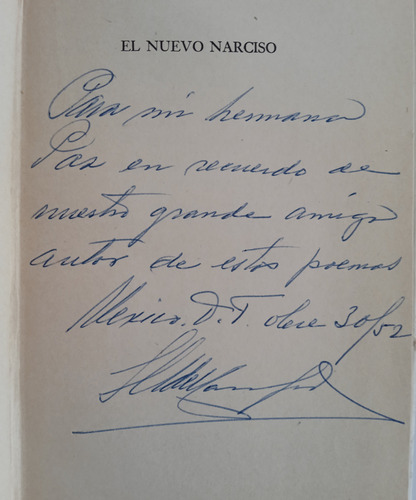 EL NUEVO NARCISO
Para mi hermana
Paz en recuerdo de
nuestro grande amigo
autor de estos poemas
Mexico. D.F. 30/52